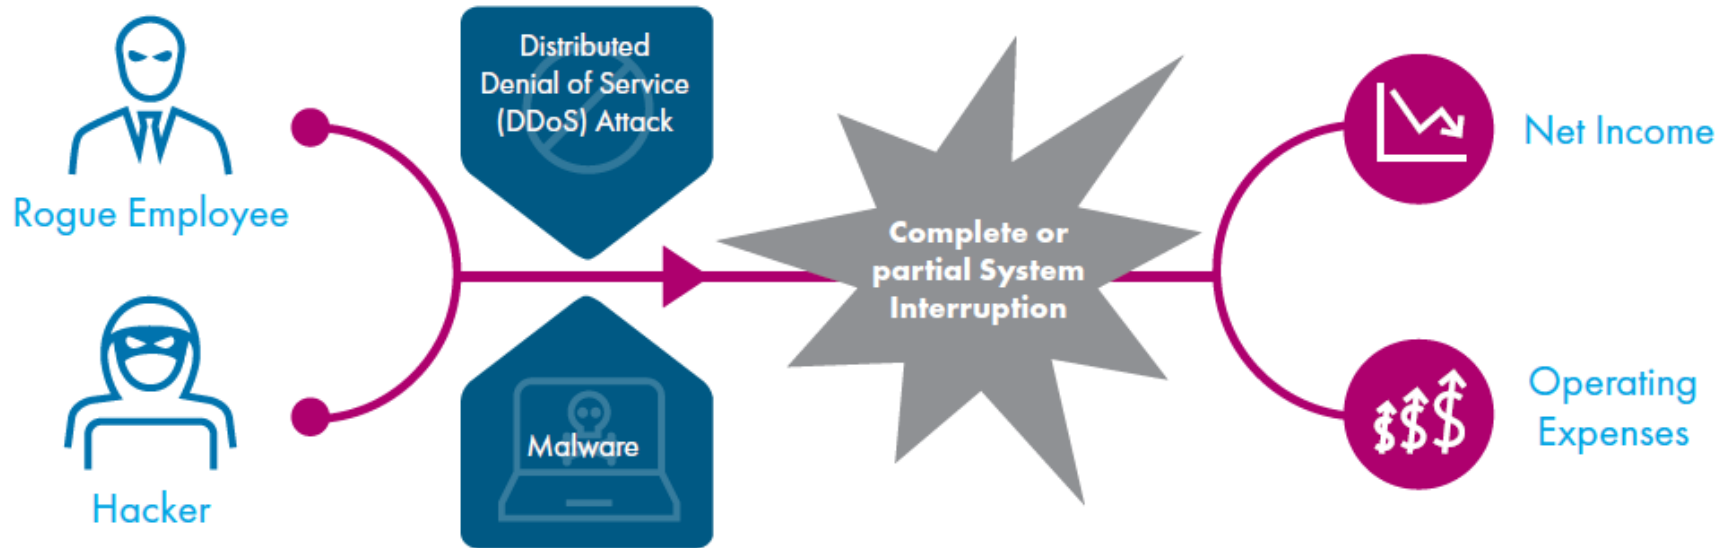 Rogue Employee
Hacker
Distributed
Denial of Service
(DDoS) Attack
Malware
Complete or
partial System
Interruption
Net Income
Operating
Expenses